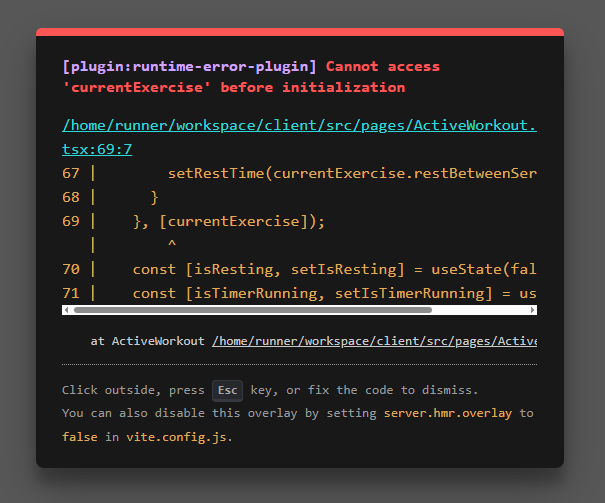 [plugin:runtime-error-plugin] Cannot access
'currentExercise' before initialization
/home/runner/workspace/client/src/pages/ActiveWorkout.
tsx:69:7
67 |        setRestTime(currentExercise.restBetweenSer
68 |      }
69 |    }, [currentExercise]);
   |        ^
70 |    const [isResting, setIsResting] = useState(fal
71 |    const [isTimerRunning, setIsTimerRunning] = us
at ActiveWorkout /home/runner/workspace/client/src/pages/Active
Click outside, press Esc key, or fix the code to dismiss.
You can also disable this overlay by setting server.hmr.overlay to
false in vite.config.js.